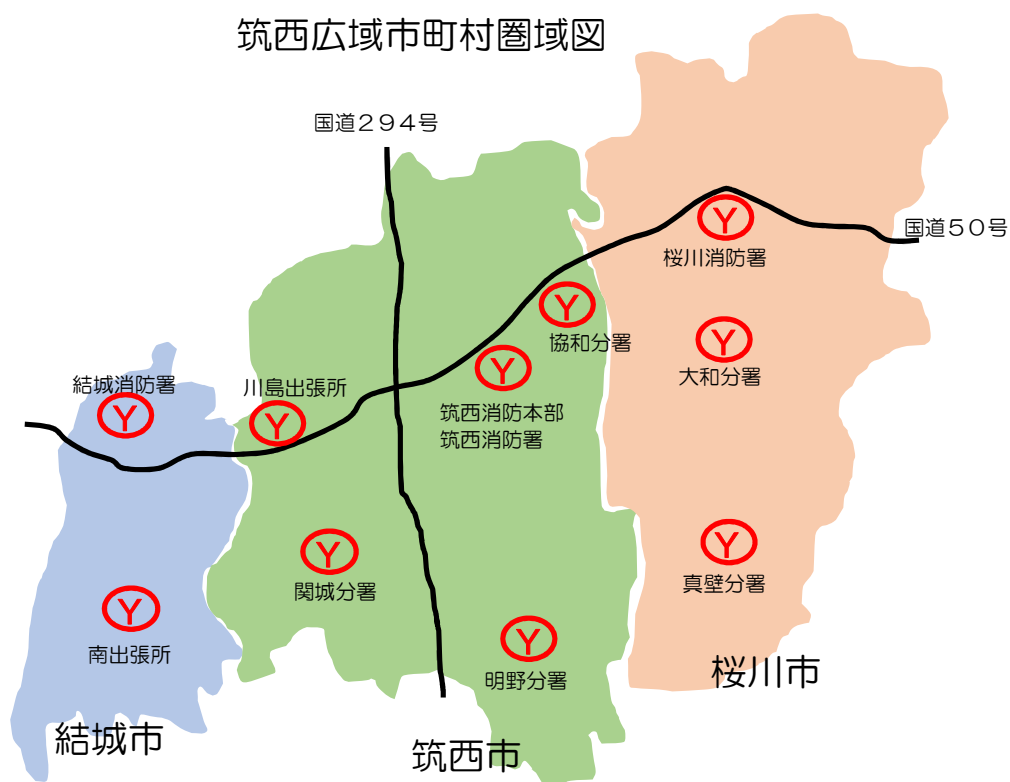 筑西広域市町村圏域図
国道294号
国道50号
桜川消防署
協和分署
大和分署
結城消防署
川島出張所
筑西消防本部
筑西消防署
関城分署
真壁分署
南出張所
明野分署
桜川市
結城市
筑西市